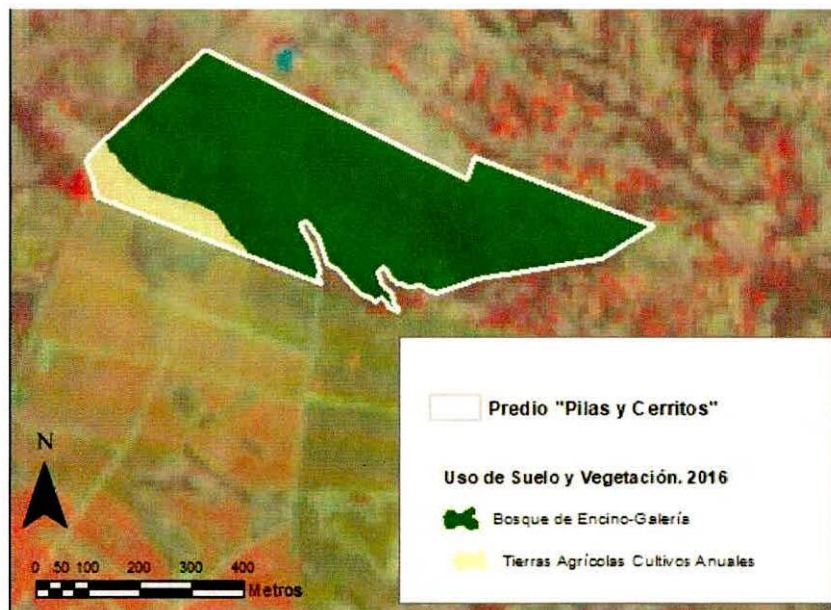 Predio "Pilas y Cerritos"
Uso de Suelo y Vegetación. 2016
Bosque de Encino-Galería
Tierras Agrícolas Cultivos Anuales
N
0 50 100 200 300 400
Metros